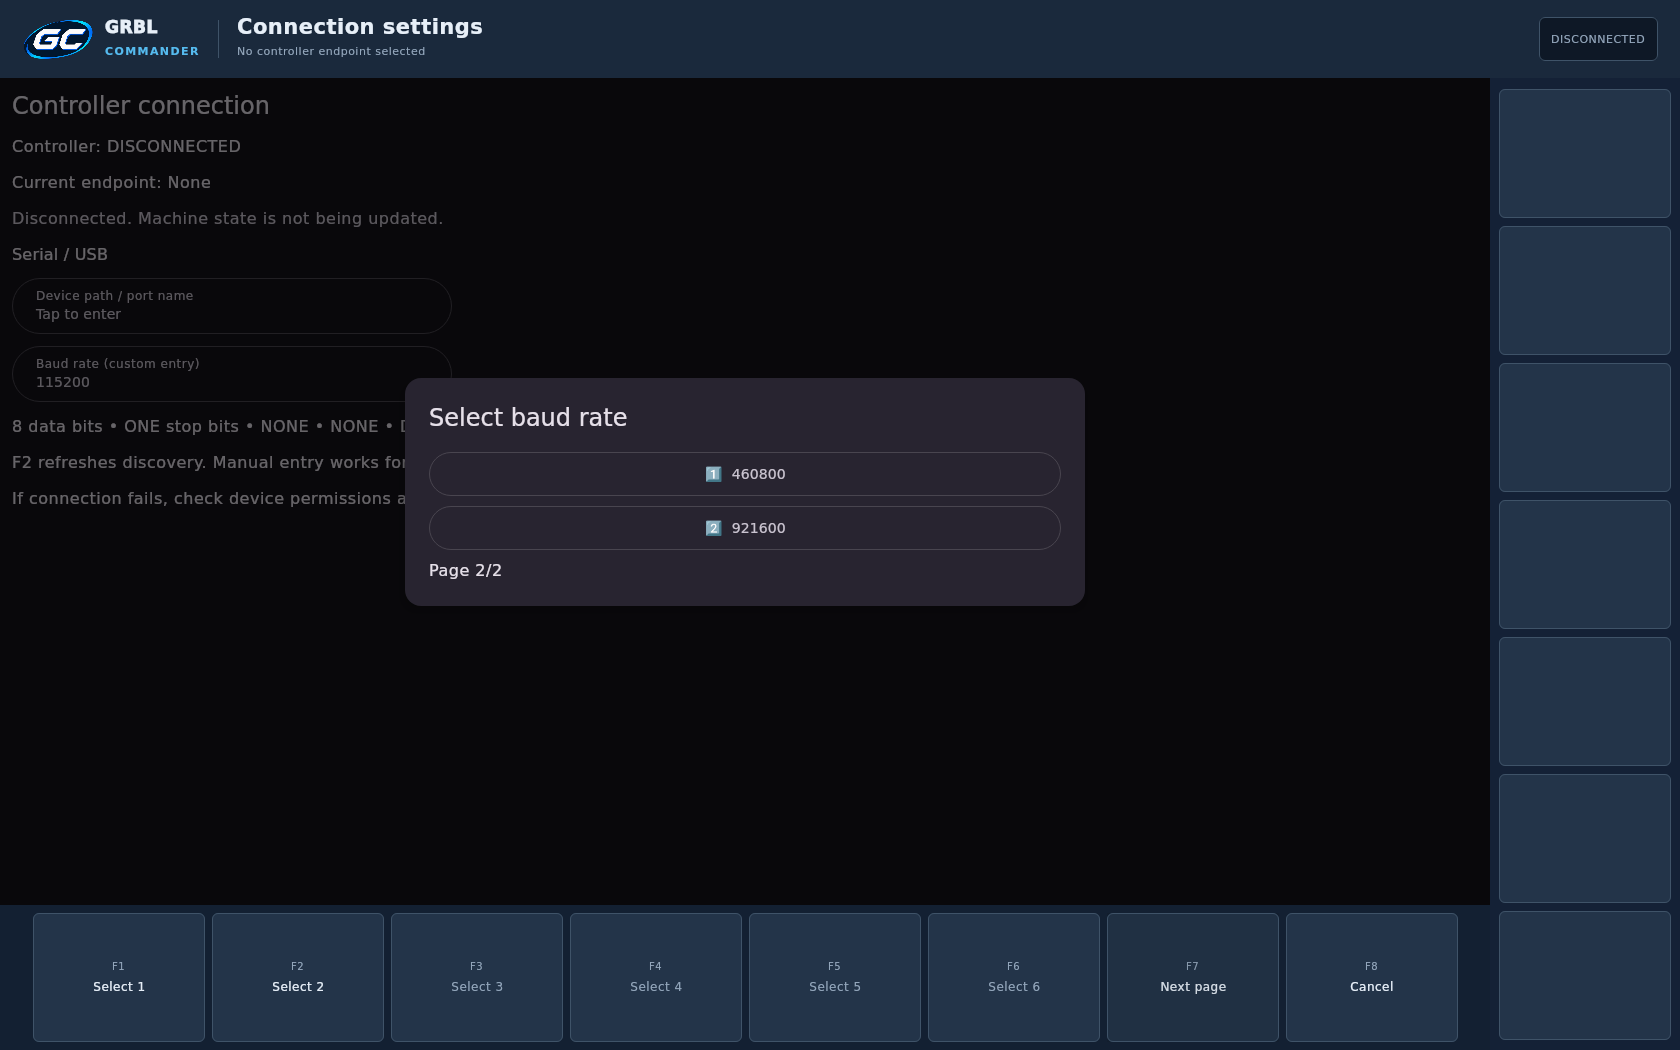 GC GRBL
COMMANDER
Connection settings
No controller endpoint selected
DISCONNECTED
Controller connection
Controller: DISCONNECTED
Current endpoint: None
Disconnected. Machine state is not being updated.
Serial / USB
Device path / port name
Tap to enter
Baud rate (custom entry)
115200
8 data bits • ONE stop bits • NONE • NONE •
F2 refreshes discovery. Manual entry works for
If connection fails, check device permissions
Select baud rate
1 460800
2 921600
Page 2/2
F1
Select 1
F2
Select 2
F3
Select 3
F4
Select 4
F5
Select 5
F6
Select 6
F7
Next page
F8
Cancel